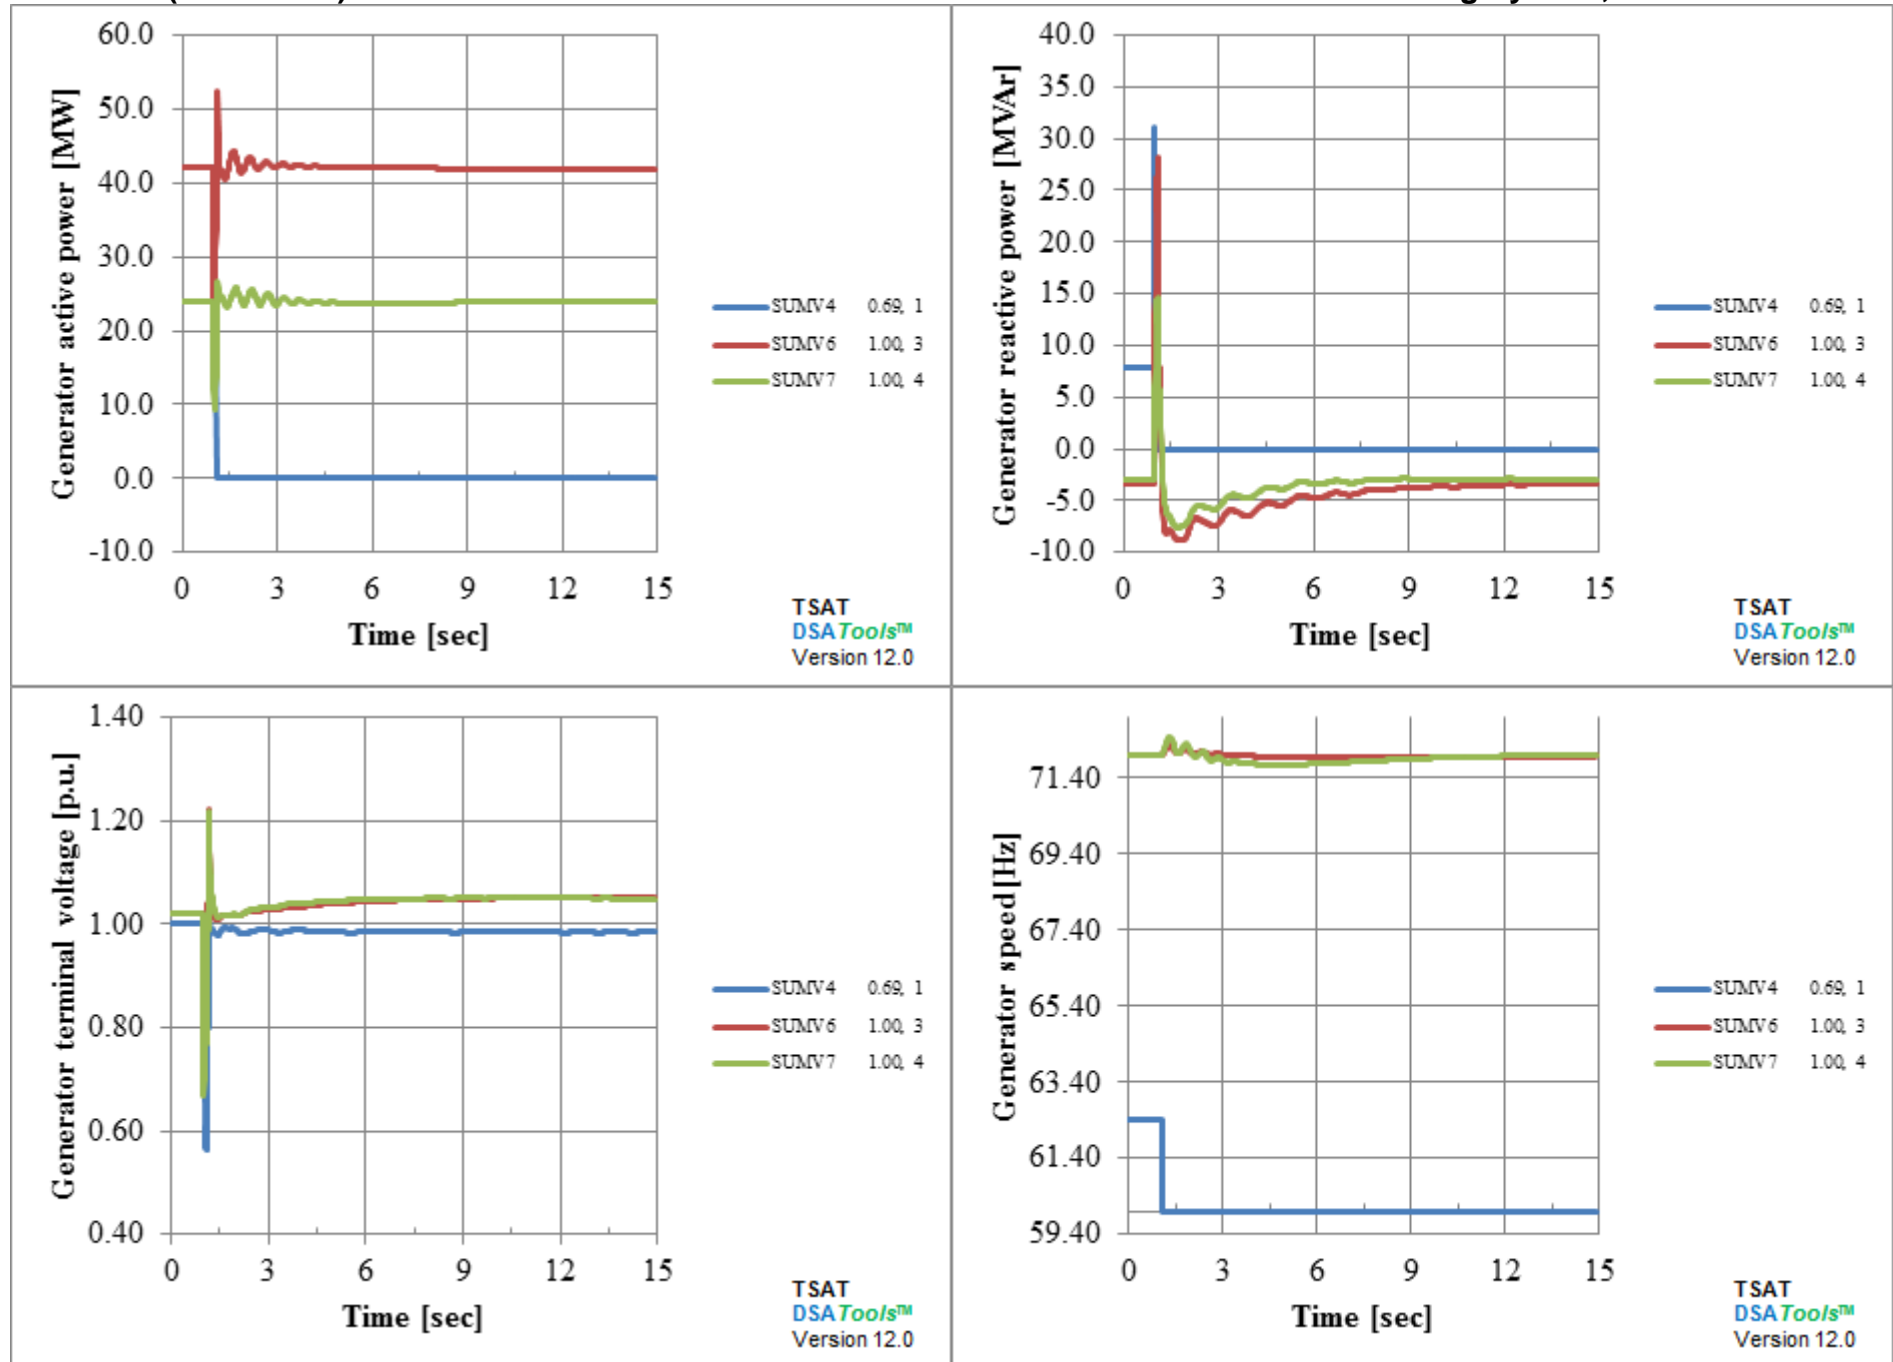 Generator active power [MW]
60.0
50.0
40.0
30.0
20.0
10.0
0.0
-10.0
0 3 6 9 12 15
Time [sec]
SUMV4 0.69, 1
SUMV6 1.00, 3
SUMV7 1.00, 4
TSAT
DSATools™
Version 12.0
Generator reactive power [MVAr]
40.0
35.0
30.0
25.0
20.0
15.0
10.0
5.0
0.0
-5.0
-10.0
0 3 6 9 12 15
Time [sec]
SUMV4 0.69, 1
SUMV6 1.00, 3
SUMV7 1.00, 4
TSAT
DSATools™
Version 12.0
Generator terminal voltage [p.u.]
1.40
1.20
1.00
0.80
0.60
0.40
0 3 6 9 12 15
Time [sec]
SUMV4 0.69, 1
SUMV6 1.00, 3
SUMV7 1.00, 4
TSAT
DSATools™
Version 12.0
Generator speed[Hz]
71.40
69.40
67.40
65.40
63.40
61.40
59.40
0 3 6 9 12 15
Time [sec]
SUMV4 0.69, 1
SUMV6 1.00, 3
SUMV7 1.00, 4
TSAT
DSATools™
Version 12.0